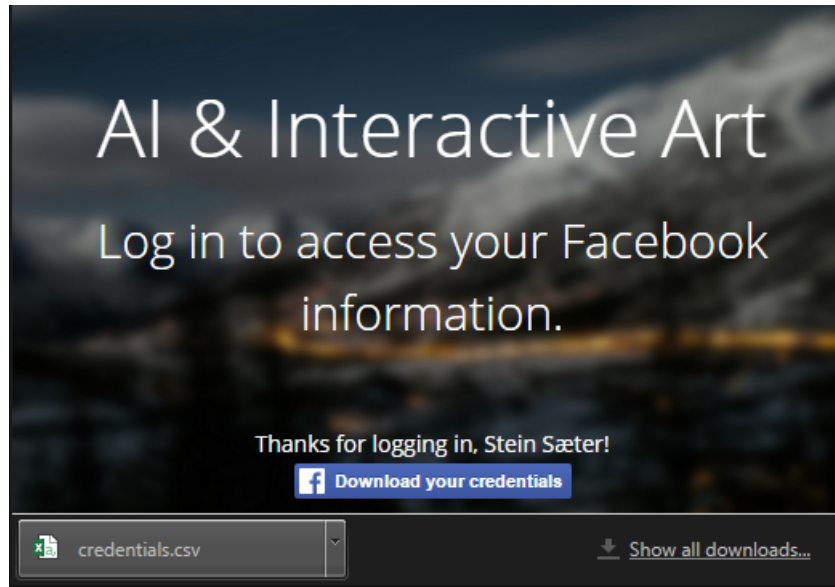 AI & Interactive Art
Log in to access your Facebook
information.
Thanks for logging in, Stein Sæter!
Download your credentials
credentials.csv
Show all downloads...